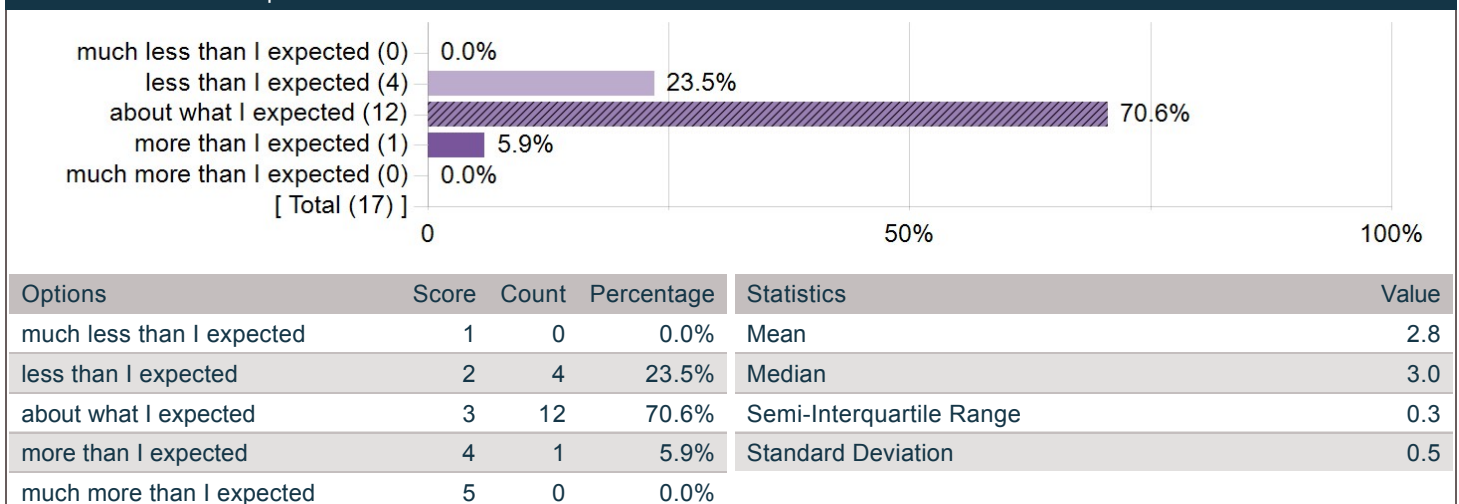 much less than I expected (0) 0.0%
less than I expected (4) 23.5%
about what I expected (12) 70.6%
more than I expected (1) 5.9%
much more than I expected (0) 0.0%
[ Total (17) ]
0 50% 100%
Options Score Count Percentage
much less than I expected 1 0 0.0%
less than I expected 2 4 23.5%
about what I expected 3 12 70.6%
more than I expected 4 1 5.9%
much more than I expected 5 0 0.0%
Statistics Value
Mean 2.8
Median 3.0
Semi-Interquartile Range 0.3
Standard Deviation 0.5